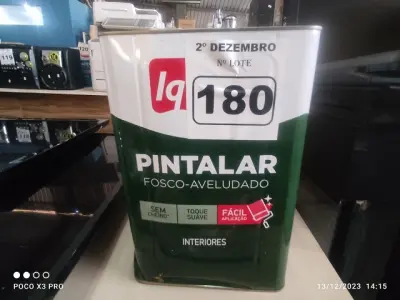 2º DEZEMBRO
Nº LOTE
lq
180
PINTALAR
FOSCO-AVELUDADO
SEM
TOQUE
SUAVE
FÁCIL
APLICAÇÃO
INTERIORES
119
POCO X3 PRO
13/12/2023 14:15